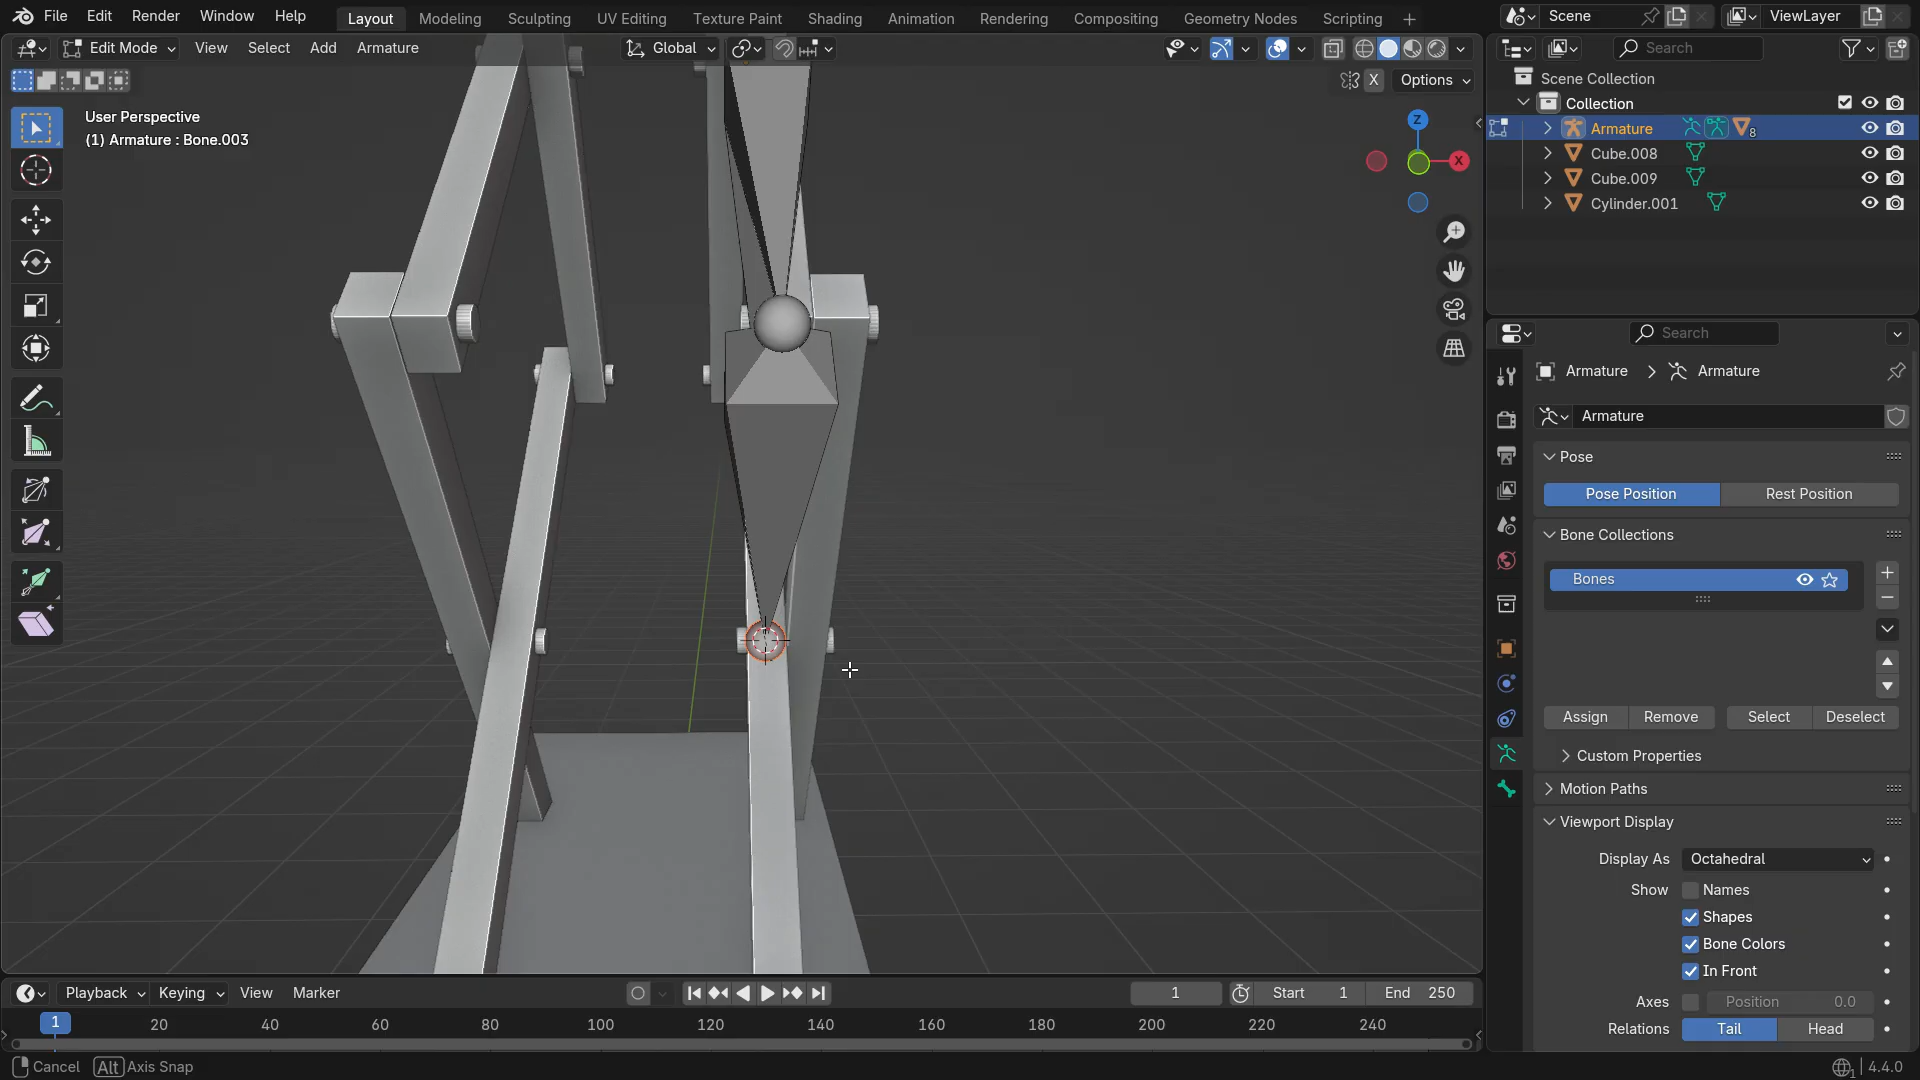 File Edit Render Window Help
Layout Modeling Sculpting UV Editing Texture Paint Shading Animation Rendering Compositing Geometry Nodes Scripting
Scene
ViewLayer
Edit Mode View Select Add Armature
Global
Search
X Options
User Perspective
(1) Armature : Bone.003
Z
X
Scene Collection
Collection
Armature 8
Cube.008
Cube.009
Cylinder.001
Search
Armature > Armature
Armature
Pose
Pose Position Rest Position
Bone Collections
Bones
Assign Remove Select Deselect
Custom Properties
Motion Paths
Viewport Display
Display As Octahedral
Show Names
Shapes
Bone Colors
In Front
Axes Position 0.0
Relations Tail Head
Playback Keying View Marker
1 Start 1 End 250
1 20 40 60 80 100 120 140 160 180 200 220 240
Cancel Alt Axis Snap
4.4.0